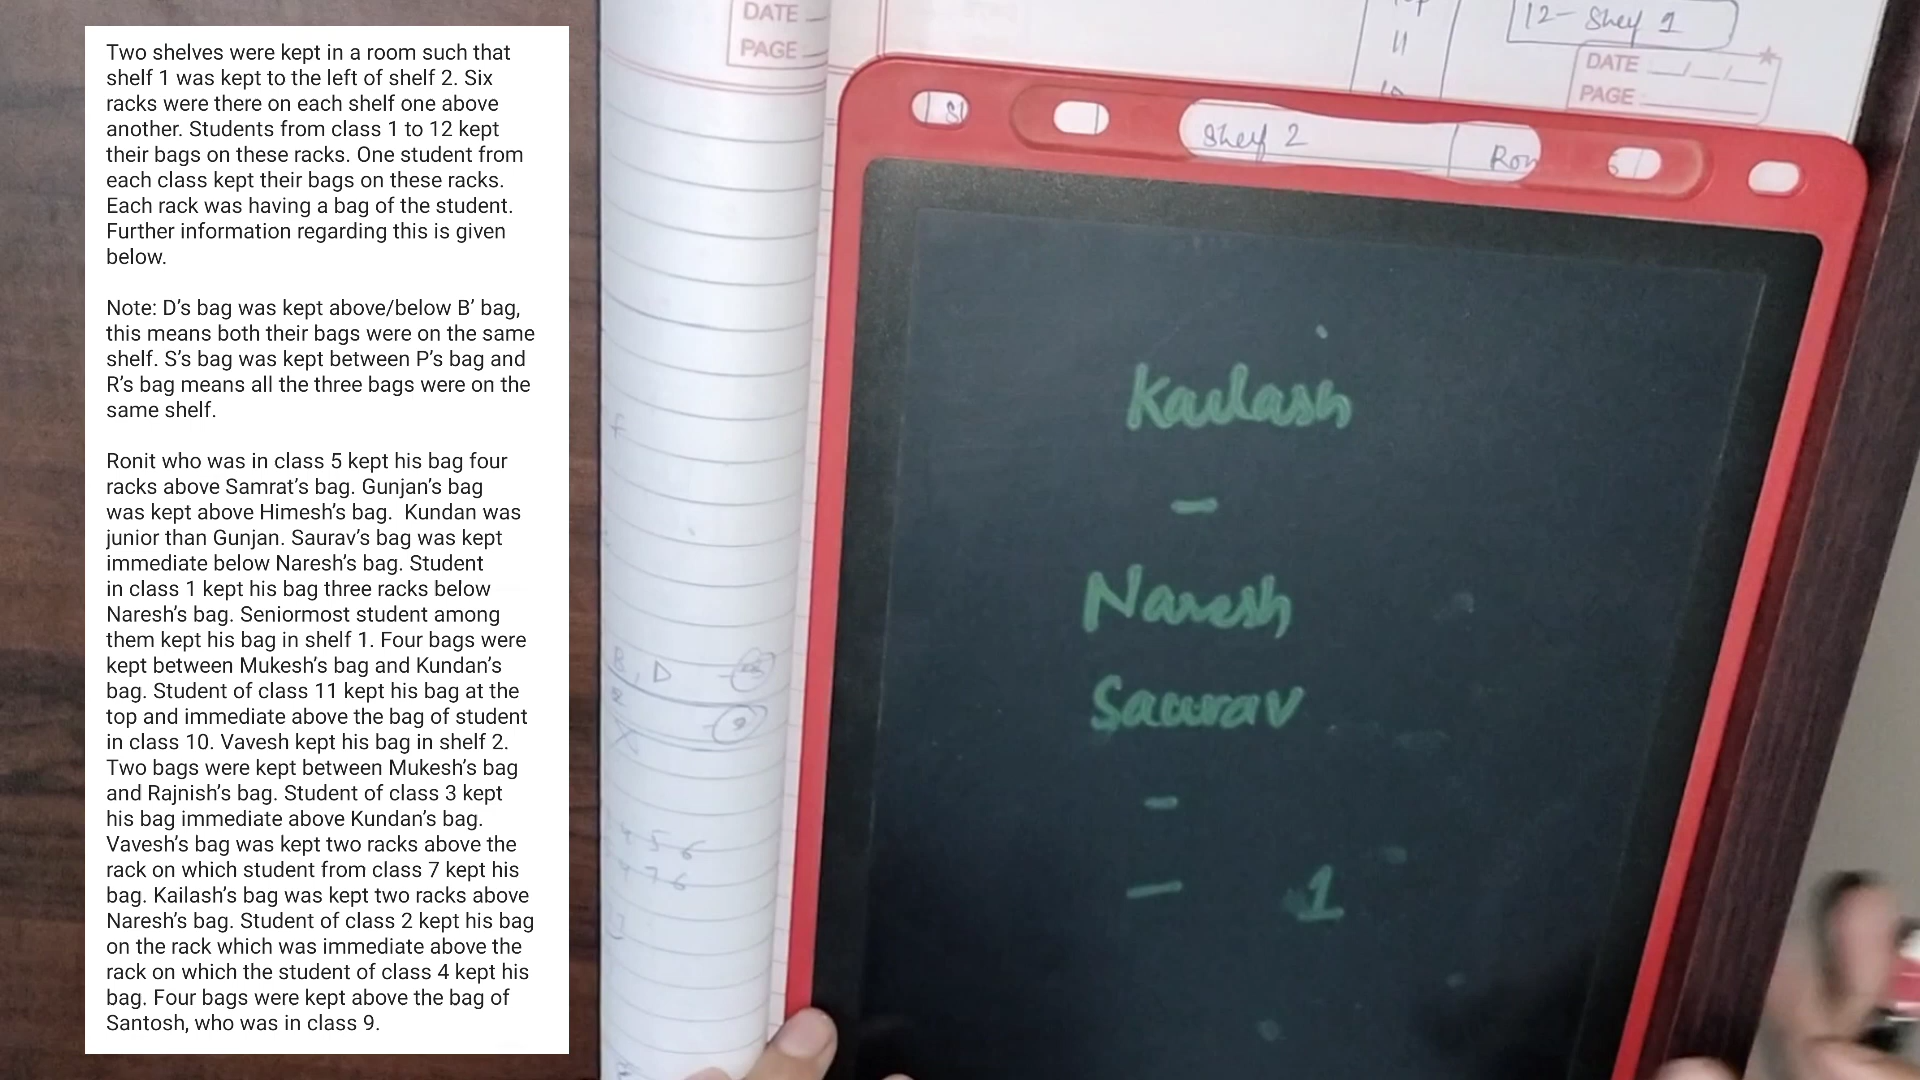 Two shelves were kept in a room such that
shelf 1 was kept to the left of shelf 2. Six
racks were there on each shelf one above
another. Students from class 1 to 12 kept
their bags on these racks. One student from
each class kept their bags on these racks.
Each rack was having a bag of the student.
Further information regarding this is given
below.
Note: D’s bag was kept above/below B’ bag,
this means both their bags were on the same
shelf. S’s bag was kept between P’s bag and
R’s bag means all the three bags were on the
same shelf.
Ronit who was in class 5 kept his bag four
racks above Samrat’s bag. Gunjan’s bag
was kept above Himesh’s bag. Kundan was
junior than Gunjan. Saurav’s bag was kept
immediate below Naresh’s bag. Student
in class 1 kept his bag three racks below
Naresh’s bag. Seniormost student among
them kept his bag in shelf 1. Four bags were
kept between Mukesh’s bag and Kundan’s
bag. Student of class 11 kept his bag at the
top and immediate above the bag of student
in class 10. Vavesh kept his bag in shelf 2.
Two bags were kept between Mukesh’s bag
and Rajnish’s bag. Student of class 3 kept
his bag immediate above Kundan’s bag.
Vavesh’s bag was kept two racks above the
rack on which student from class 7 kept his
bag. Kailash’s bag was kept two racks above
Naresh’s bag. Student of class 2 kept his bag
on the rack which was immediate above the
rack on which the student of class 4 kept his
bag. Four bags were kept above the bag of
Santosh, who was in class 9.
DATE
PAGE
11
12- Shelf 1
DATE
PAGE
Shelf 2
Ron
Kailash
-
Naresh
Saurav
-
- 1
B, D
4 5 6
4 7 6